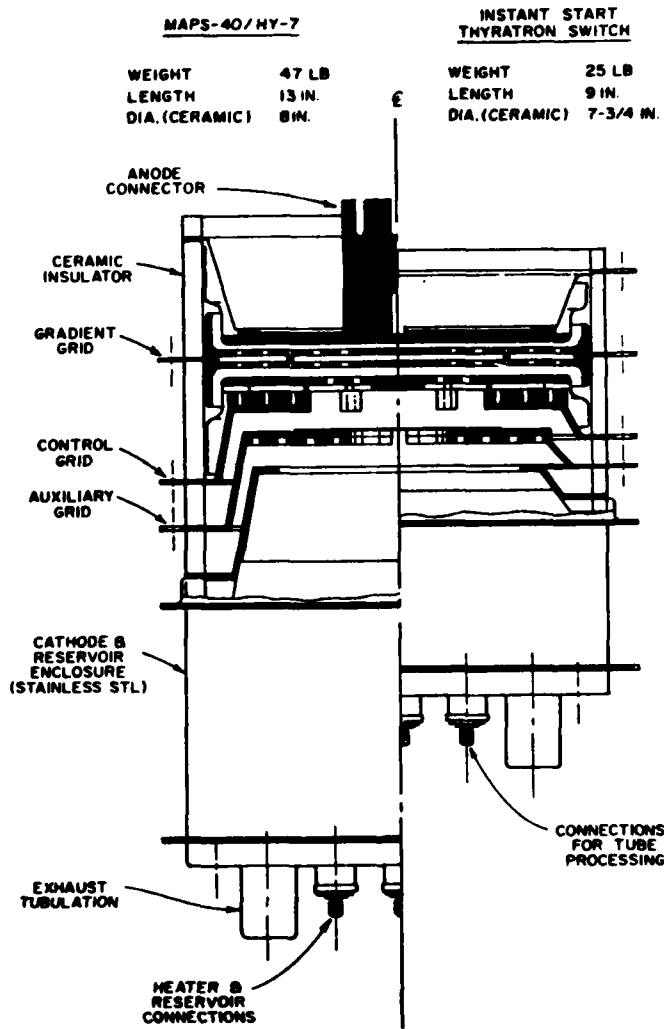 MAPS-40/HY-7
WEIGHT 47 LB
LENGTH 13 IN.
DIA. (CERAMIC) 8 IN.
INSTANT START
THYRATRON SWITCH
WEIGHT 25 LB
LENGTH 9 IN.
DIA. (CERAMIC) 7-3/4 IN.
℄
ANODE
CONNECTOR
CERAMIC
INSULATOR
GRADIENT
GRID
CONTROL
GRID
AUXILIARY
GRID
CATHODE &
RESERVOIR
ENCLOSURE
(STAINLESS STL)
EXHAUST
TUBULATION
HEATER &
RESERVOIR
CONNECTIONS
CONNECTIONS
FOR TUBE
PROCESSING